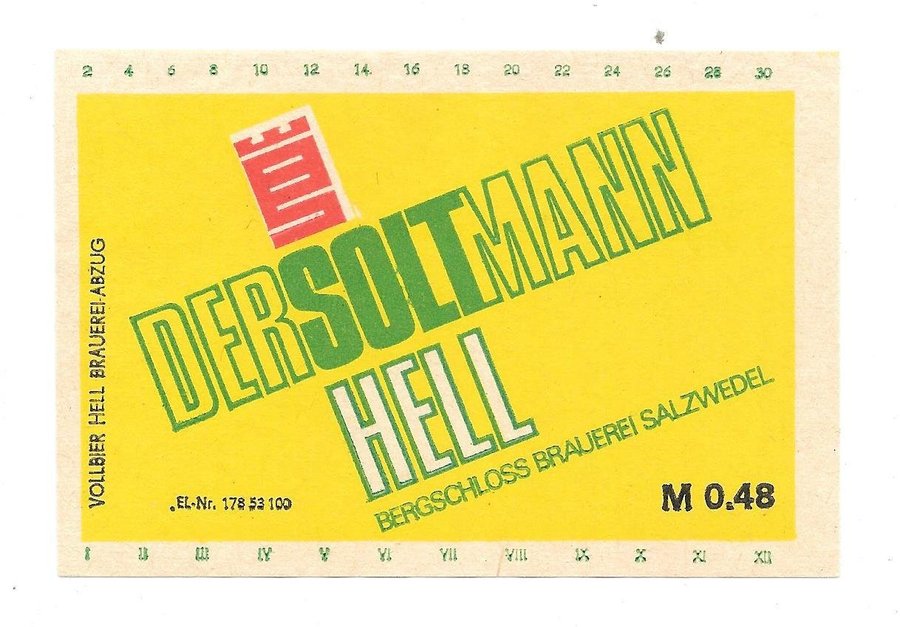 2 4 6 8 10 12 14 16 18 20 22 24 26 28 30
DERSOLTMANN
HELL
BERGSCHLOSS BRAUEREI SALZWEDEL
VOLLBIER HELL BRAUEREI-ABZUG
EL-Nr. 178 53 100
M 0.48
I II III IV V VI VII VIII IX X XI XII